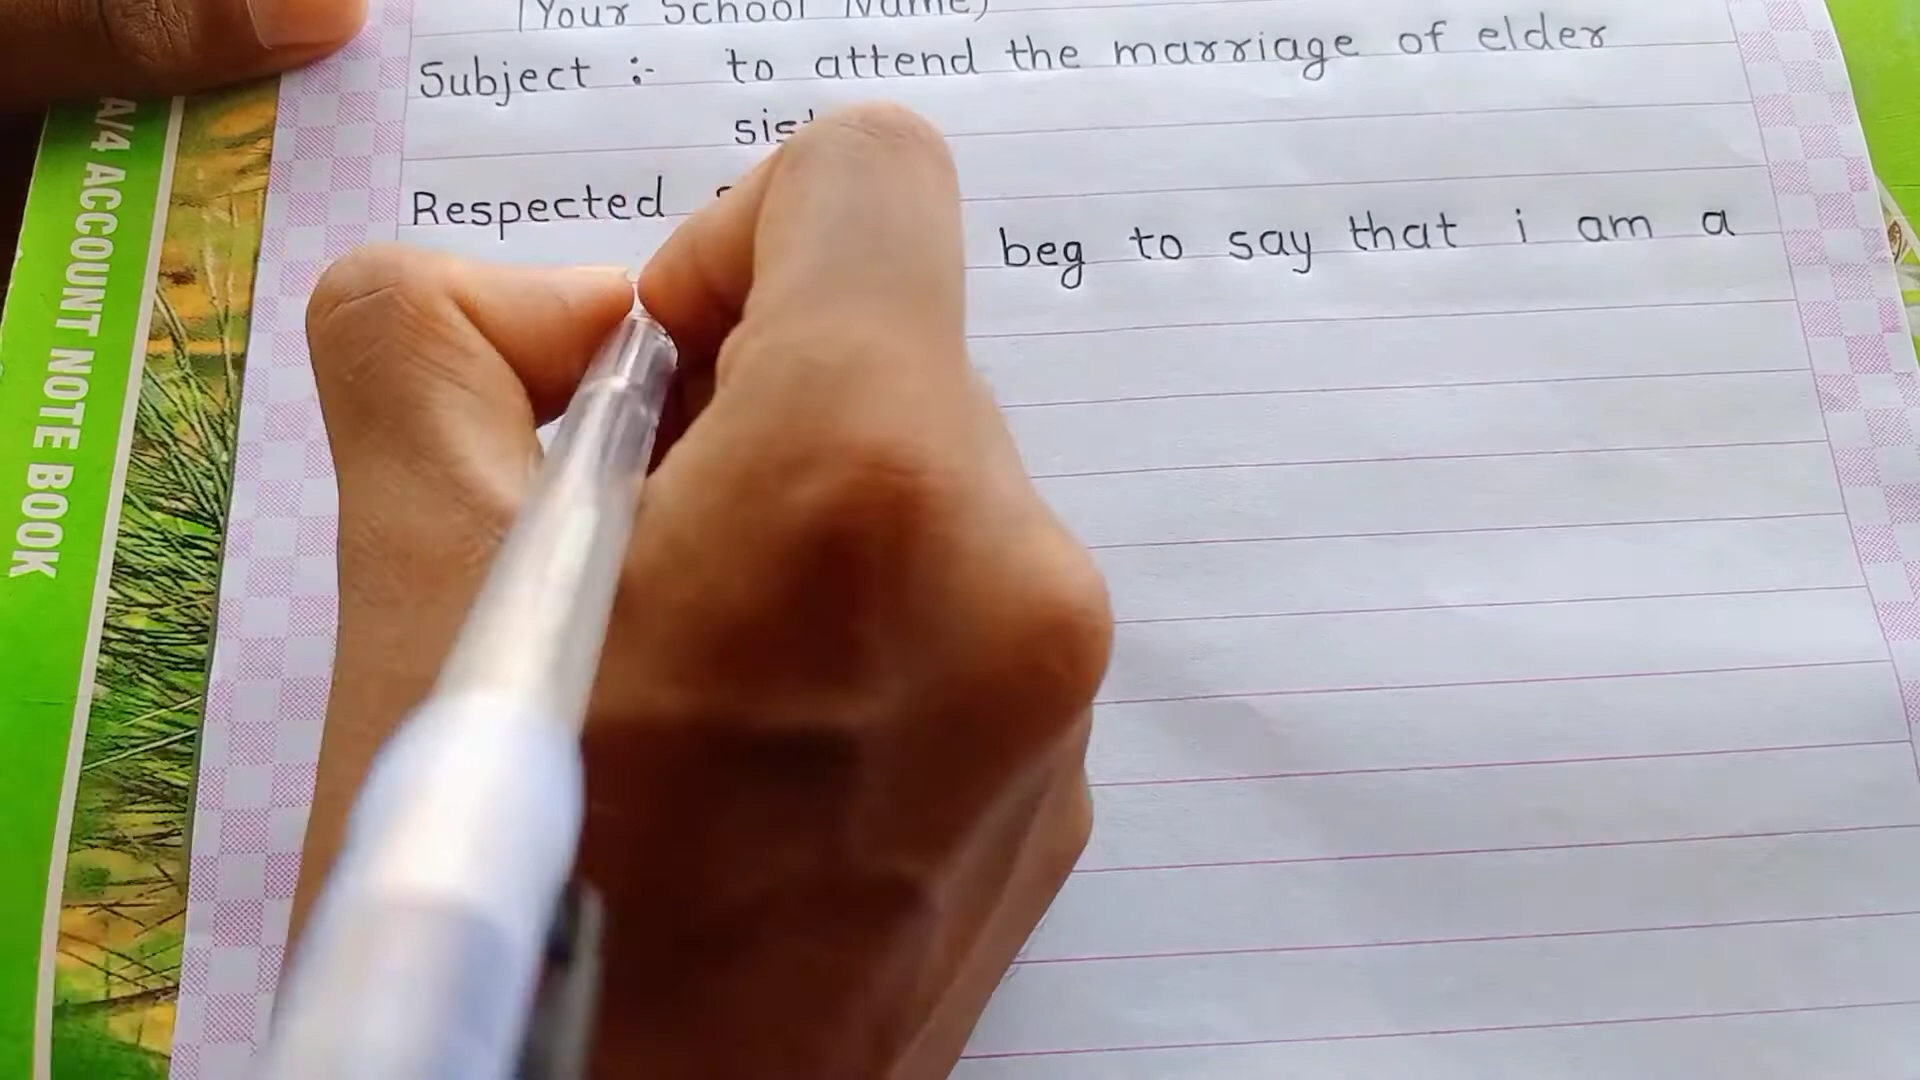 (Your School Name)
Subject :- to attend the marriage of elder
Respected
beg to say that i am a
A/4 ACCOUNT NOTE BOOK